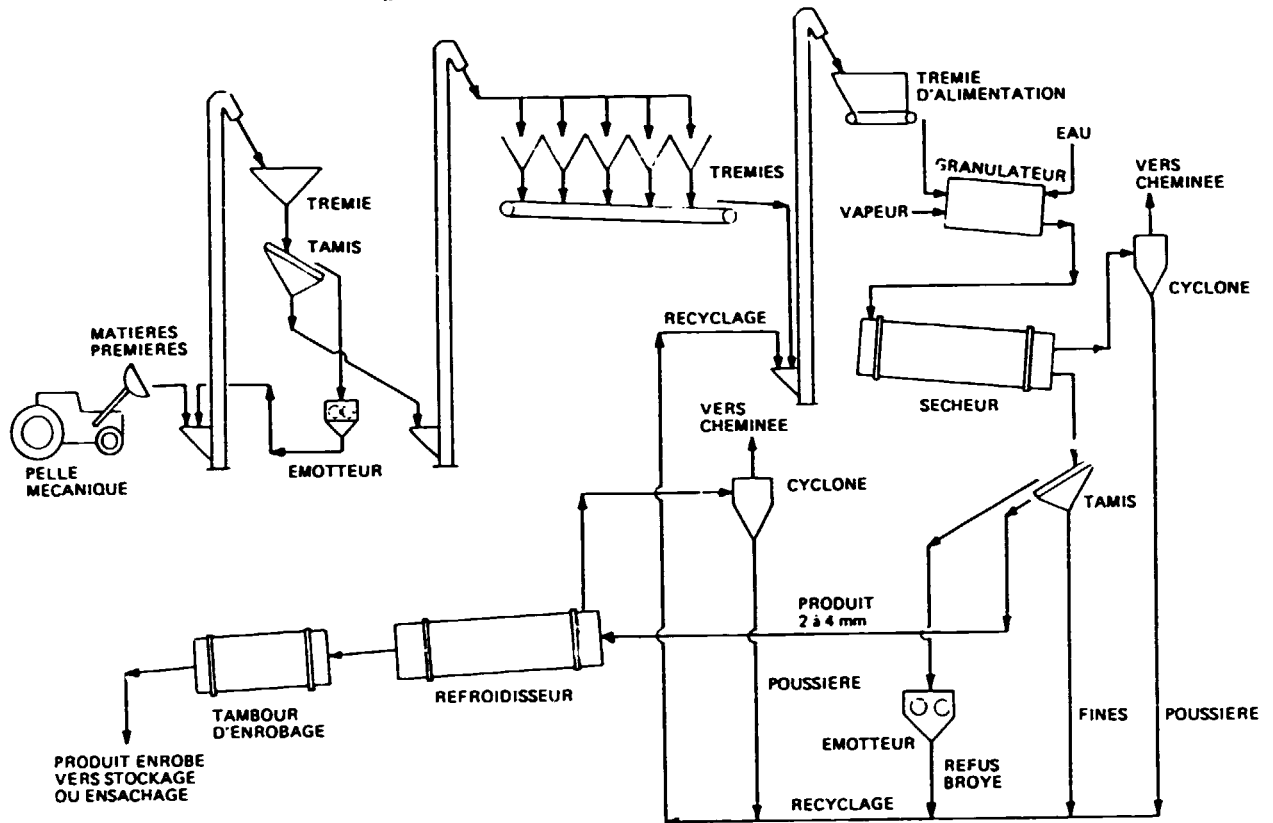 TREMIE
D'ALIMENTATION
EAU
GRANULATEUR
VERS
CHEMINEE
TREMIES
TREMIE
VAPEUR
TAMIS
CYCLONE
RECYCLAGE
MATIERES
PREMIERES
SECHEUR
VERS
CHEMINEE
EMOTTEUR
PELLE
MECANIQUE
CYCLONE
TAMIS
PRODUIT
2 à 4 mm
POUSSIERE
REFROIDISSEUR
FINES
POUSSIERE
TAMBOUR
D'ENROBAGE
EMOTTEUR
PRODUIT ENROBE
VERS STOCKAGE
OU ENSACHAGE
REFUS
BROYE
RECYCLAGE